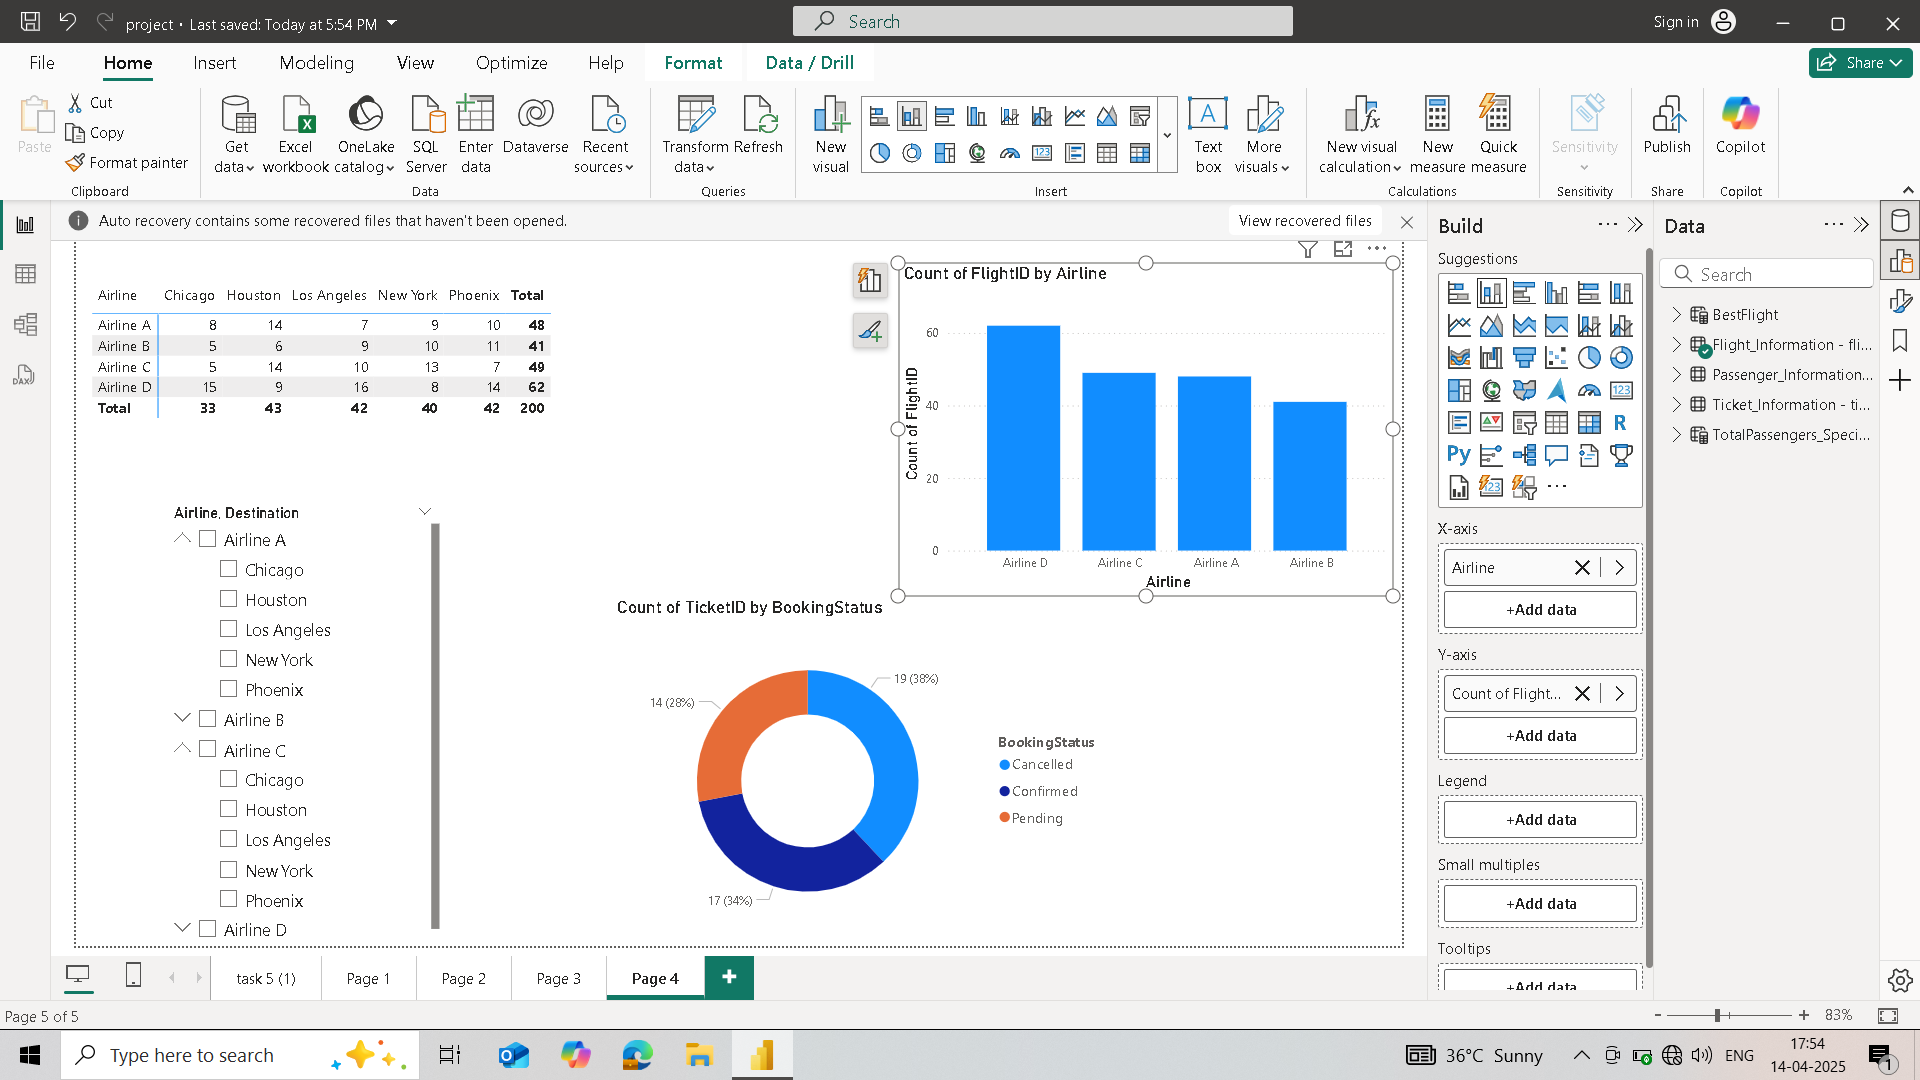 project • Last saved: Today at 5:54 PM
Search
Sign in
File Home Insert Modeling View Optimize Help Format Data / Drill
Share
Paste
Cut
Copy
Format painter
Clipboard
Get data
Excel workbook
OneLake catalog
SQL Server
Enter data
Dataverse
Recent sources
Data
Transform data
Refresh
Queries
New visual
Text box
More visuals
Insert
New visual calculation
New measure
Quick measure
Calculations
Sensitivity
Sensitivity
Publish
Share
Copilot
Copilot
Auto recovery contains some recovered files that haven't been opened.
View recovered files
Airline Chicago Houston Los Angeles New York Phoenix Total
Airline A 8 14 7 9 10 48
Airline B 5 6 9 10 11 41
Airline C 5 14 10 13 7 49
Airline D 15 9 16 8 14 62
Total 33 43 42 40 42 200
Count of FlightID by Airline
Count of FlightID
60
40
20
0
Airline D Airline C Airline A Airline B
Airline
Airline, Destination
Airline A
Chicago
Houston
Los Angeles
New York
Phoenix
Airline B
Airline C
Chicago
Houston
Los Angeles
New York
Phoenix
Airline D
Count of TicketID by BookingStatus
19 (38%)
14 (28%)
17 (34%)
BookingStatus
Cancelled
Confirmed
Pending
Build
Suggestions
R
Py
123
123
X-axis
Airline
+Add data
Y-axis
Count of Flight...
+Add data
Legend
+Add data
Small multiples
+Add data
Tooltips
+Add data
Data
Search
BestFlight
Flight_Information - fli...
Passenger_Information...
Ticket_Information - ti...
TotalPassengers_Speci...
DAX
task 5 (1) Page 1 Page 2 Page 3 Page 4
Page 5 of 5
- + 83%
Type here to search
36°C Sunny
ENG
17:54
14-04-2025
1